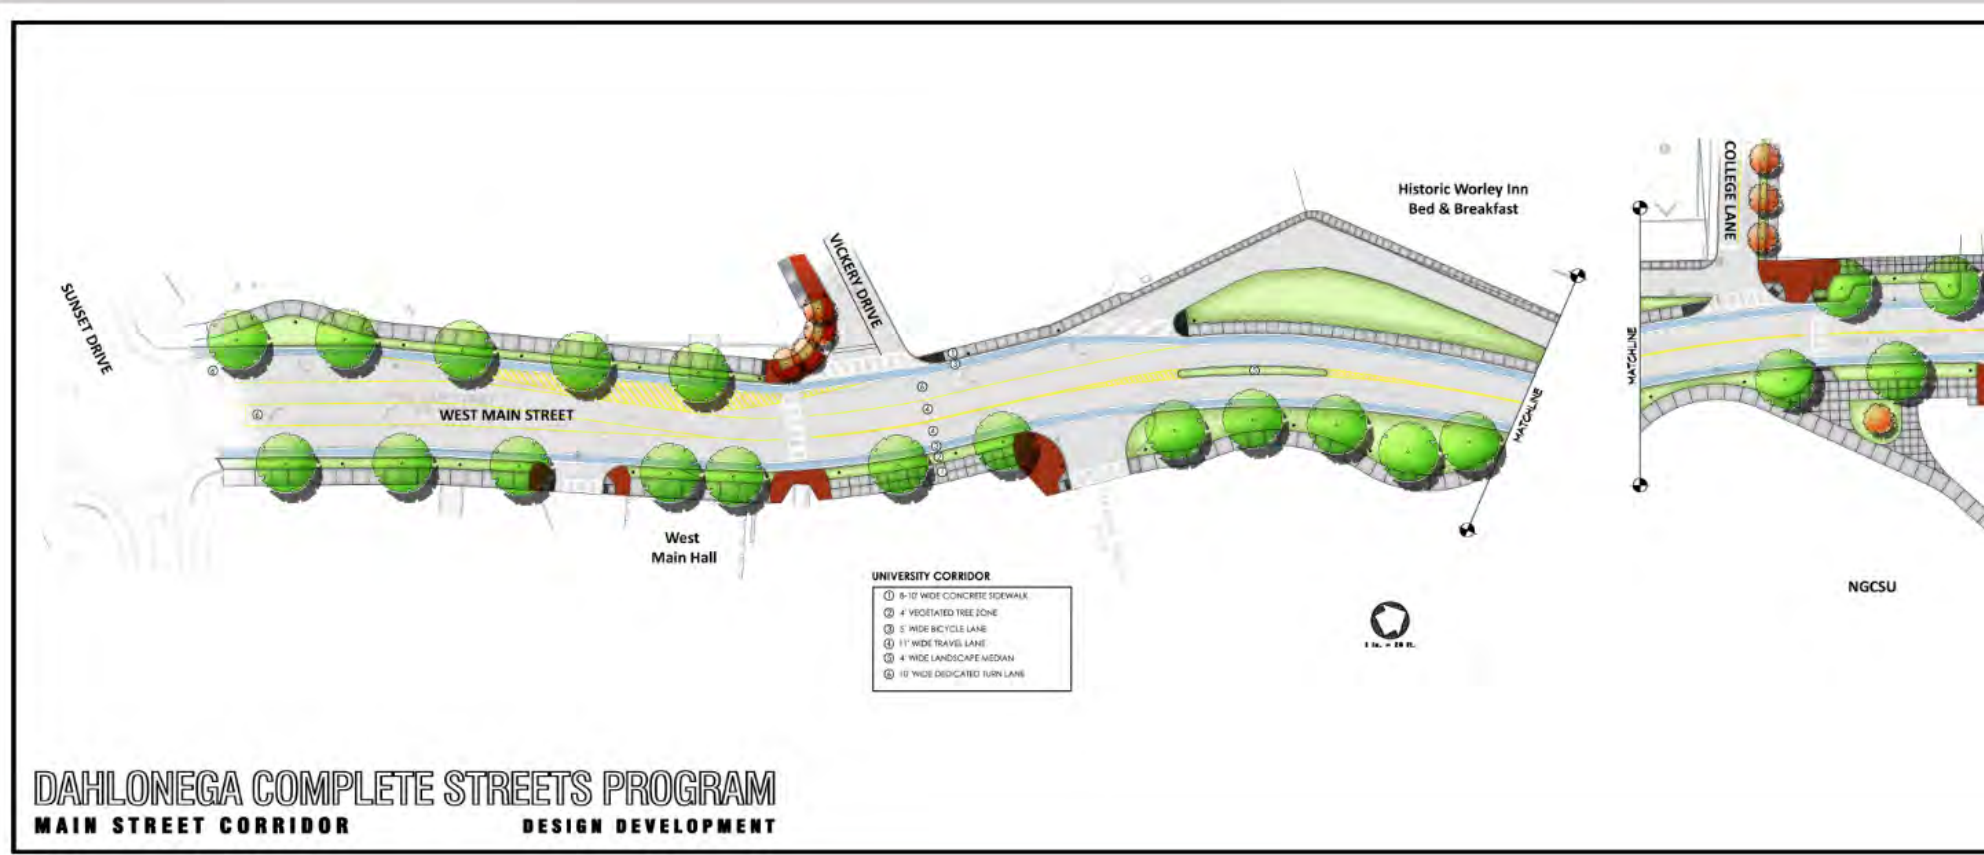 SUNSET DRIVE
WEST MAIN STREET
VICKERY DRIVE
Historic Worley Inn
Bed & Breakfast
MATCHLINE
MATCHLINE
COLLEGE LANE
West
Main Hall
NGCSU
UNIVERSITY CORRIDOR
① 8-10' WIDE CONCRETE SIDEWALK
② 4' VEGETATED TREE ZONE
③ 5' WIDE BICYCLE LANE
④ 11' WIDE TRAVEL LANE
⑤ 4' WIDE LANDSCAPE MEDIAN
⑥ 10' WIDE DEDICATED TURN LANE
DAHLONEGA COMPLETE STREETS PROGRAM
MAIN STREET CORRIDOR
DESIGN DEVELOPMENT